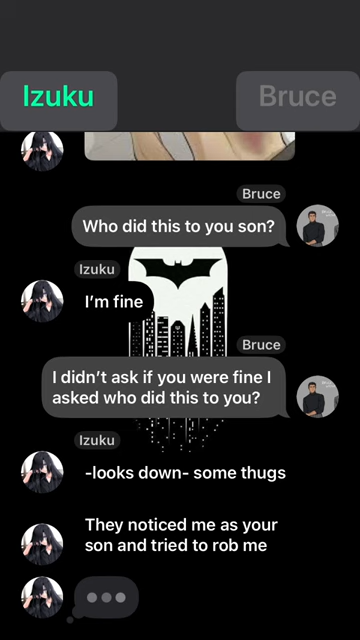 Izuku
Bruce
Bruce
Who did this to you son?
Izuku
I’m fine
Bruce
I didn’t ask if you were fine I
asked who did this to you?
Izuku
-looks down- some thugs
They noticed me as your
son and tried to rob me